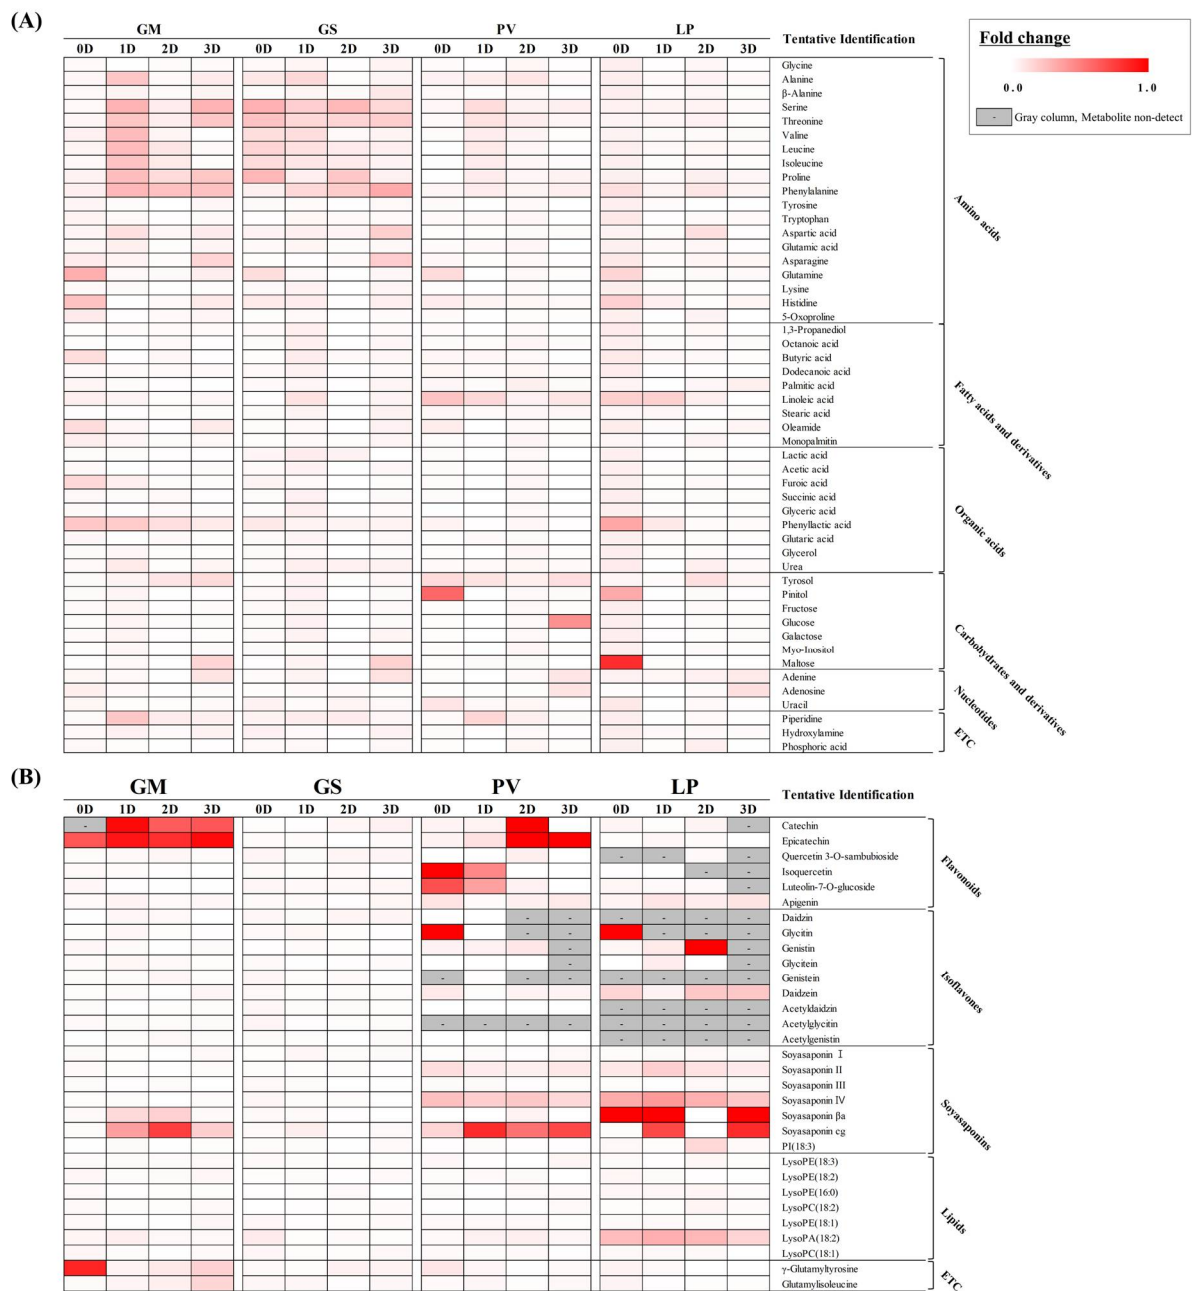 (A)
GM GS PV LP
0D 1D 2D 3D 0D 1D 2D 3D 0D 1D 2D 3D 0D 1D 2D 3D Tentative Identification
Fold change
0.0 1.0
- Gray column, Metabolite non-detect
Glycine
Alanine
β-Alanine
Serine
Threonine
Valine
Leucine
Isoleucine
Proline
Phenylalanine
Tyrosine
Tryptophan
Aspartic acid
Glutamic acid
Asparagine
Glutamine
Lysine
Histidine
5-Oxoproline
Amino acids
1,3-Propanediol
Octanoic acid
Butyric acid
Dodecanoic acid
Palmitic acid
Linoleic acid
Stearic acid
Oleamide
Monopalmitin
Fatty acids and derivatives
Lactic acid
Acetic acid
Furoic acid
Succinic acid
Glyceric acid
Phenyllactic acid
Glutaric acid
Glycerol
Urea
Organic acids
Tyrosol
Pinitol
Fructose
Glucose
Galactose
Myo-Inositol
Maltose
Carbohydrates and derivatives
Adenine
Adenosine
Uracil
Nucleotides
Piperidine
Hydroxylamine
Phosphoric acid
ETC
(B)
GM GS PV LP
0D 1D 2D 3D 0D 1D 2D 3D 0D 1D 2D 3D 0D 1D 2D 3D Tentative Identification
- - Catechin
Epicatechin
- - - Quercetin 3-O-sambubioside
- - Isoquercetin
- Luteolin-7-O-glucoside
Apigenin
Flavonoids
- - - - - - Daidzin
- - - - - Glycitin
- - Genistin
- - Glycitein
- - - - - - - Genistein
Daidzein
- - - - Acetyldaidzin
- - - - - - - - Acetylglycitin
- - - - Acetylgenistin
Isoflavones
Soyasaponin I
Soyasaponin II
Soyasaponin III
Soyasaponin IV
Soyasaponin βa
Soyasaponin cg
PI(18:3)
Soyasaponins
LysoPE(18:3)
LysoPE(18:2)
LysoPE(16:0)
LysoPC(18:2)
LysoPE(18:1)
LysoPA(18:2)
LysoPC(18:1)
Lipids
γ-Glutamyltyrosine
Glutamylisoleucine
ETC